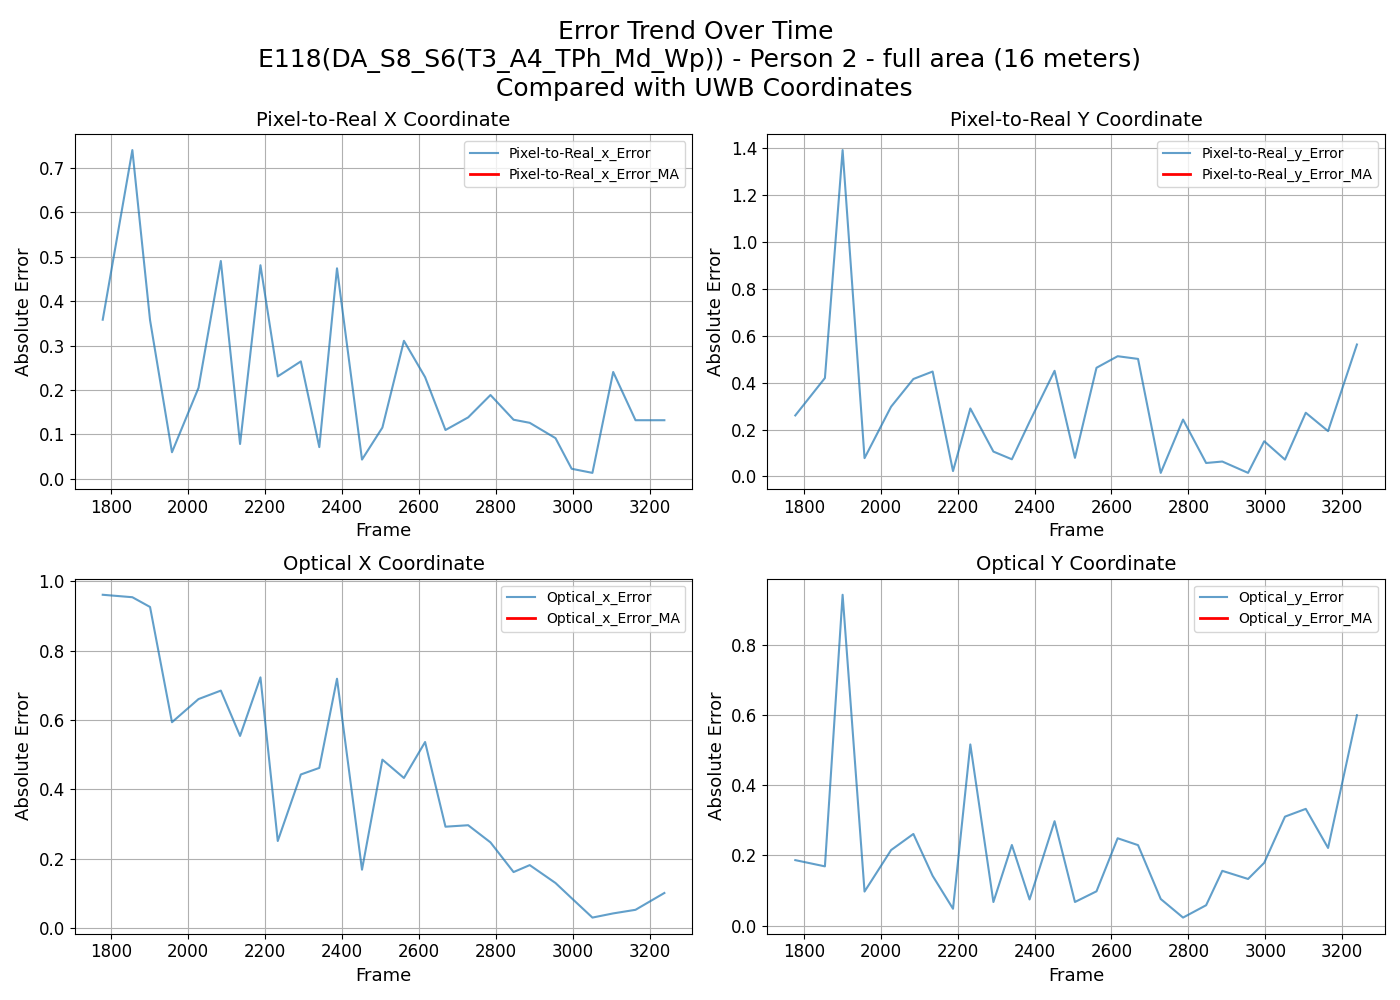 Error Trend Over Time
E118(DA_S8_S6(T3_A4_TPh_Md_Wp)) - Person 2 - full area (16 meters)
Compared with UWB Coordinates
Pixel-to-Real X Coordinate
Absolute Error
0.7
0.6
0.5
0.4
0.3
0.2
0.1
0.0
Pixel-to-Real_x_Error
Pixel-to-Real_x_Error_MA
1800 2000 2200 2400 2600 2800 3000 3200
Frame
Pixel-to-Real Y Coordinate
Absolute Error
1.4
1.2
1.0
0.8
0.6
0.4
0.2
0.0
Pixel-to-Real_y_Error
Pixel-to-Real_y_Error_MA
1800 2000 2200 2400 2600 2800 3000 3200
Frame
Optical X Coordinate
Absolute Error
1.0
0.8
0.6
0.4
0.2
0.0
Optical_x_Error
Optical_x_Error_MA
1800 2000 2200 2400 2600 2800 3000 3200
Frame
Optical Y Coordinate
Absolute Error
0.8
0.6
0.4
0.2
0.0
Optical_y_Error
Optical_y_Error_MA
1800 2000 2200 2400 2600 2800 3000 3200
Frame